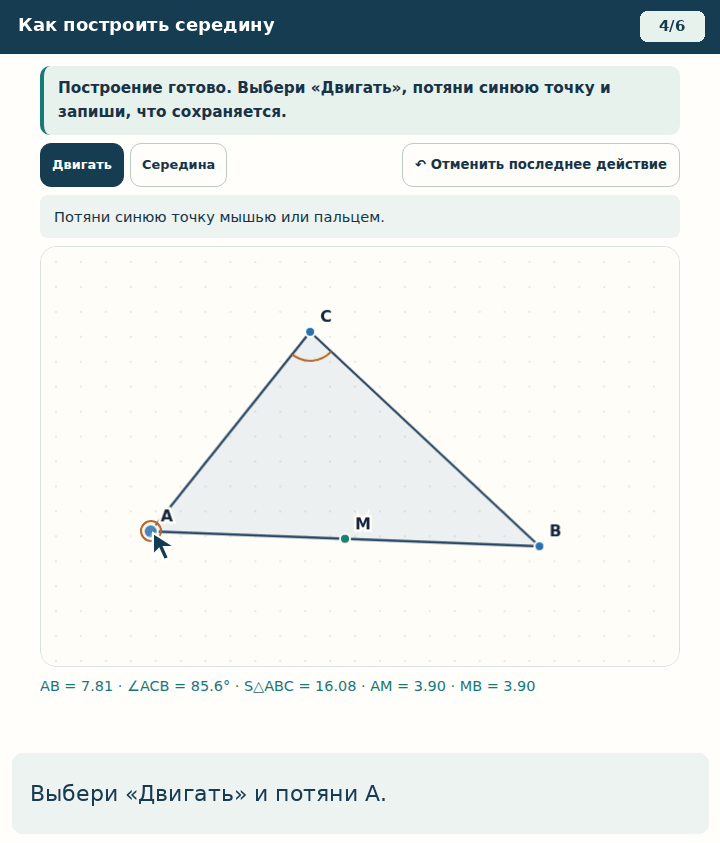 Как построить середину
4/6
Построение готово. Выбери «Двигать», потяни синюю точку и
запиши, что сохраняется.
Двигать
Середина
↶ Отменить последнее действие
Потяни синюю точку мышью или пальцем.
C
A
M
B
AB = 7.81 · ∠ACB = 85.6° · S△ABC = 16.08 · AM = 3.90 · MB = 3.90
Выбери «Двигать» и потяни A.